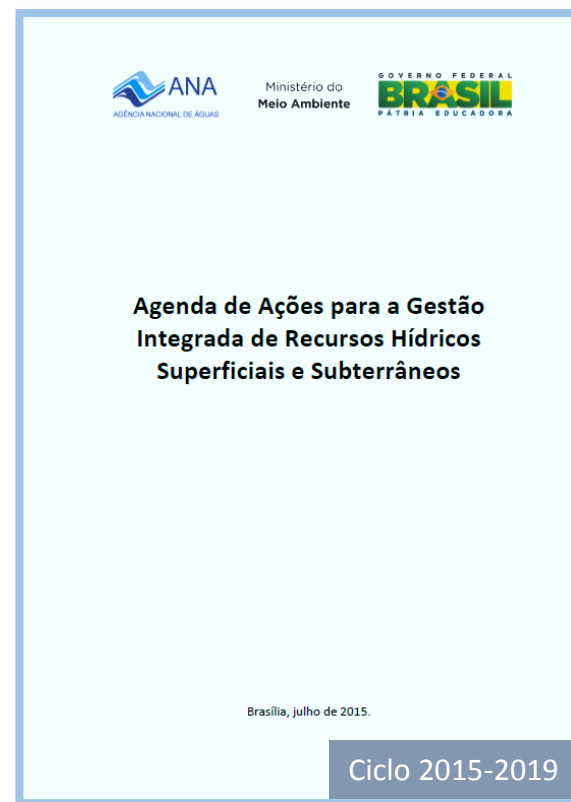 ANA
AGÊNCIA NACIONAL DE ÁGUAS
Ministério do
Meio Ambiente
GOVERNO FEDERAL
BRASIL
PÁTRIA EDUCADORA
Agenda de Ações para a Gestão
Integrada de Recursos Hídricos
Superficiais e Subterrâneos
Brasília, julho de 2015.
Ciclo 2015-2019